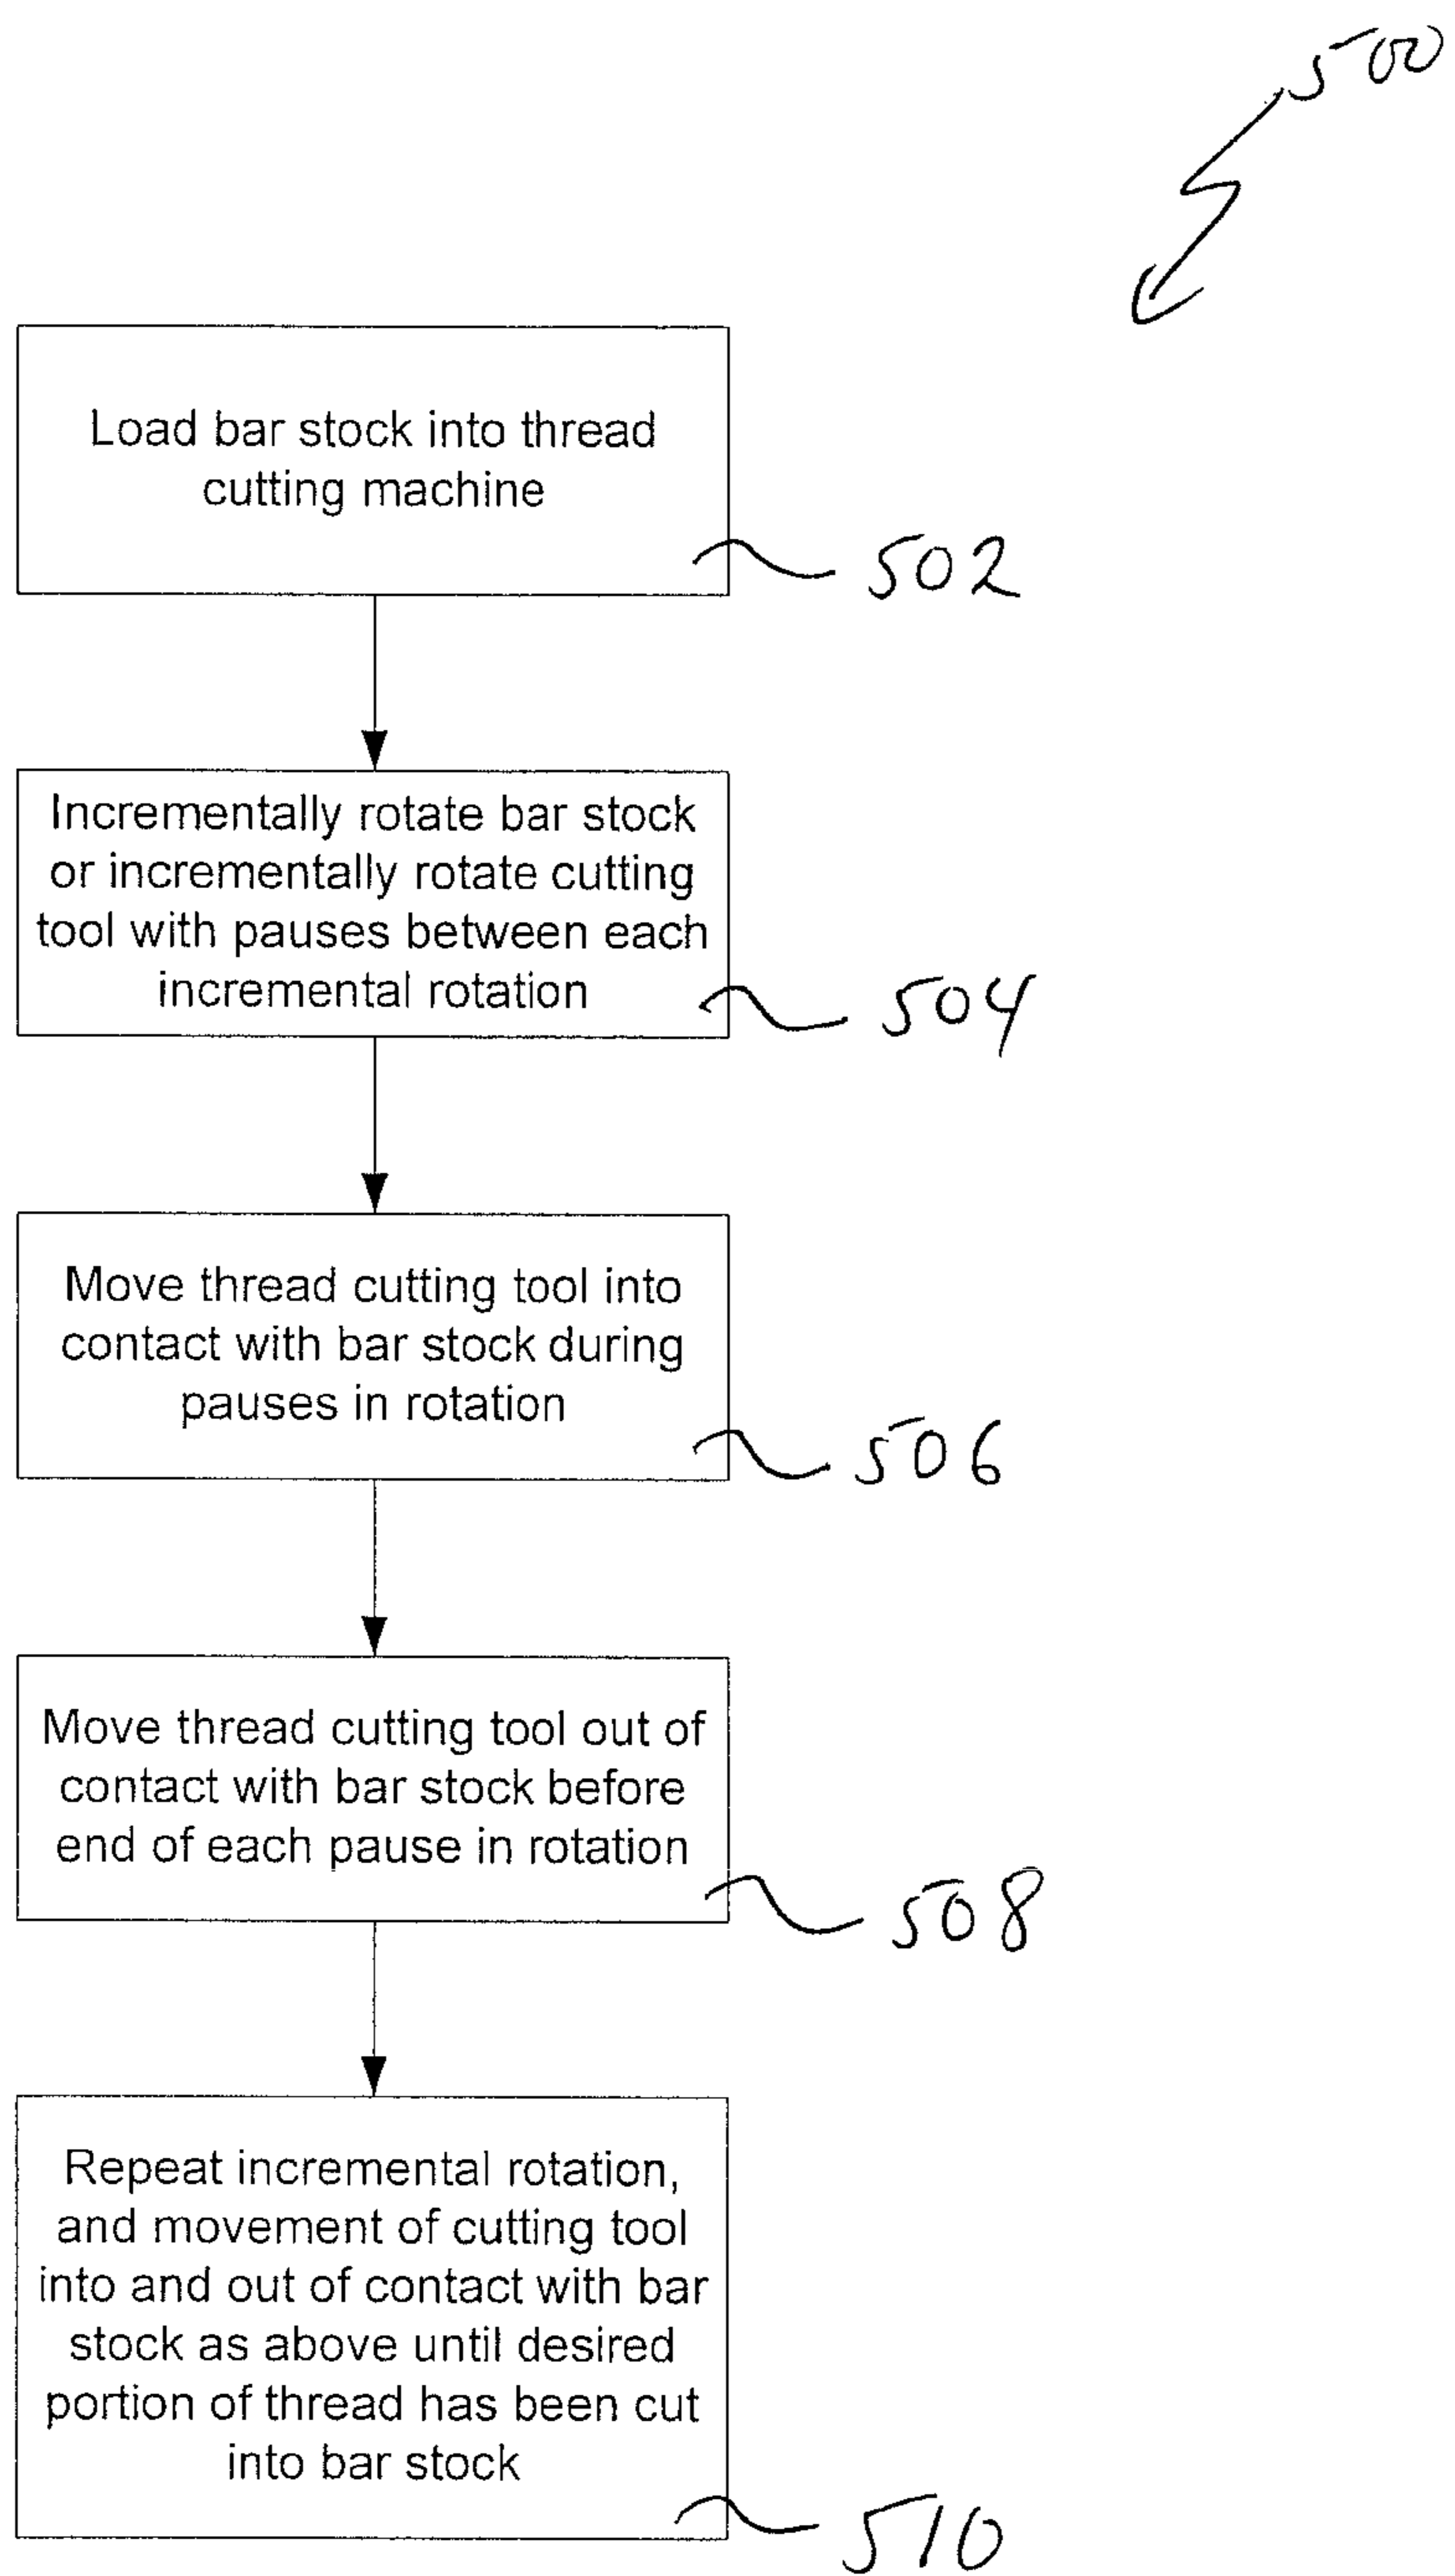 500
Load bar stock into thread
cutting machine
502
Incrementally rotate bar stock
or incrementally rotate cutting
tool with pauses between each
incremental rotation
504
Move thread cutting tool into
contact with bar stock during
pauses in rotation
506
Move thread cutting tool out of
contact with bar stock before
end of each pause in rotation
508
Repeat incremental rotation,
and movement of cutting tool
into and out of contact with bar
stock as above until desired
portion of thread has been cut
into bar stock
510